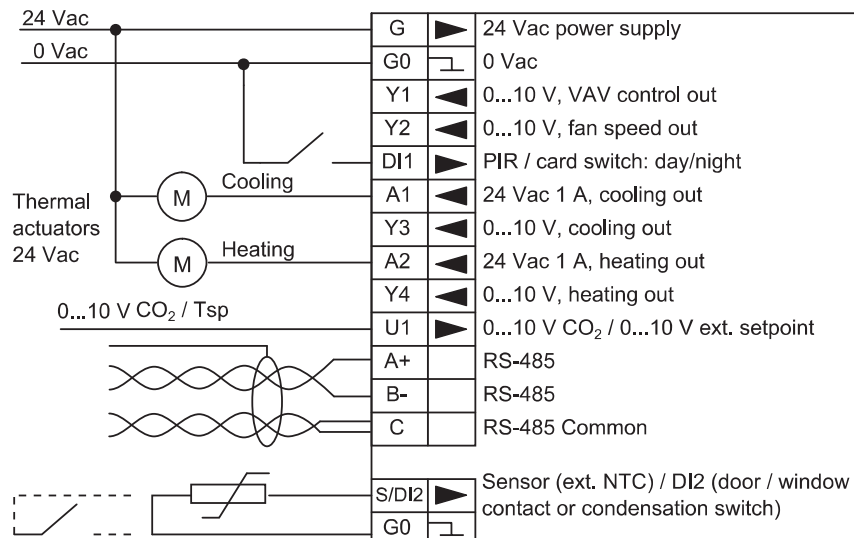 24 Vac
G
24 Vac power supply
0 Vac
G0
0 Vac
Y1
0...10 V, VAV control out
Y2
0...10 V, fan speed out
DI1
PIR / card switch: day/night
Thermal
actuators
24 Vac
M
Cooling
A1
24 Vac 1 A, cooling out
Y3
0...10 V, cooling out
M
Heating
A2
24 Vac 1 A, heating out
Y4
0...10 V, heating out
0...10 V CO₂ / Tsp
U1
0...10 V CO₂ / 0...10 V ext. setpoint
A+
RS-485
B-
RS-485
C
RS-485 Common
S/DI2
Sensor (ext. NTC) / DI2 (door / window
contact or condensation switch)
G0